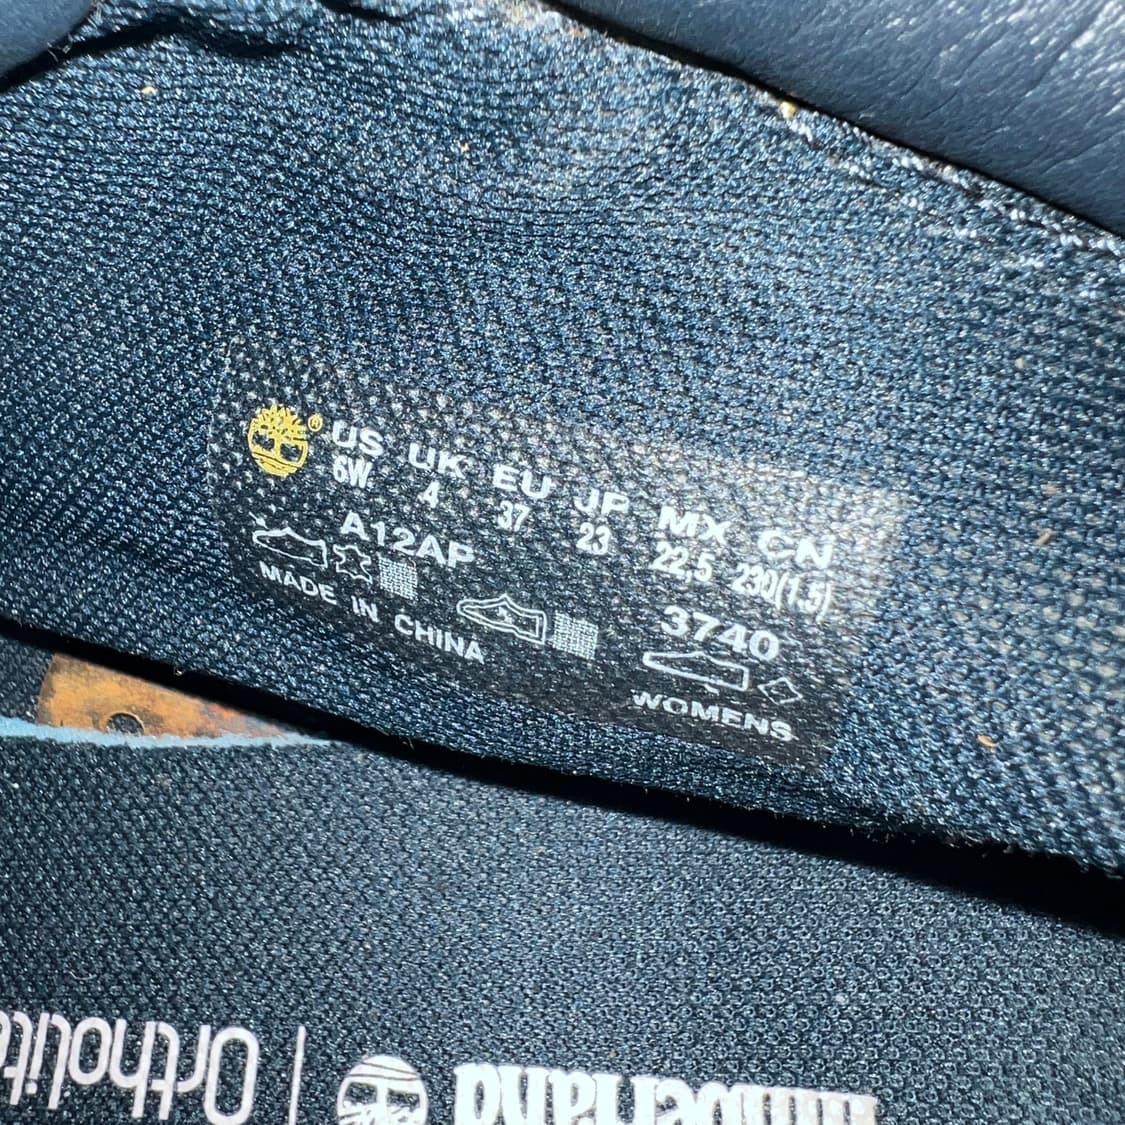 ® US UK EU JP MX CN
6W 4 37 23 22,5 230(1.5)
A12AP 3740
MADE IN CHINA WOMENS
Ortholite | Timberland